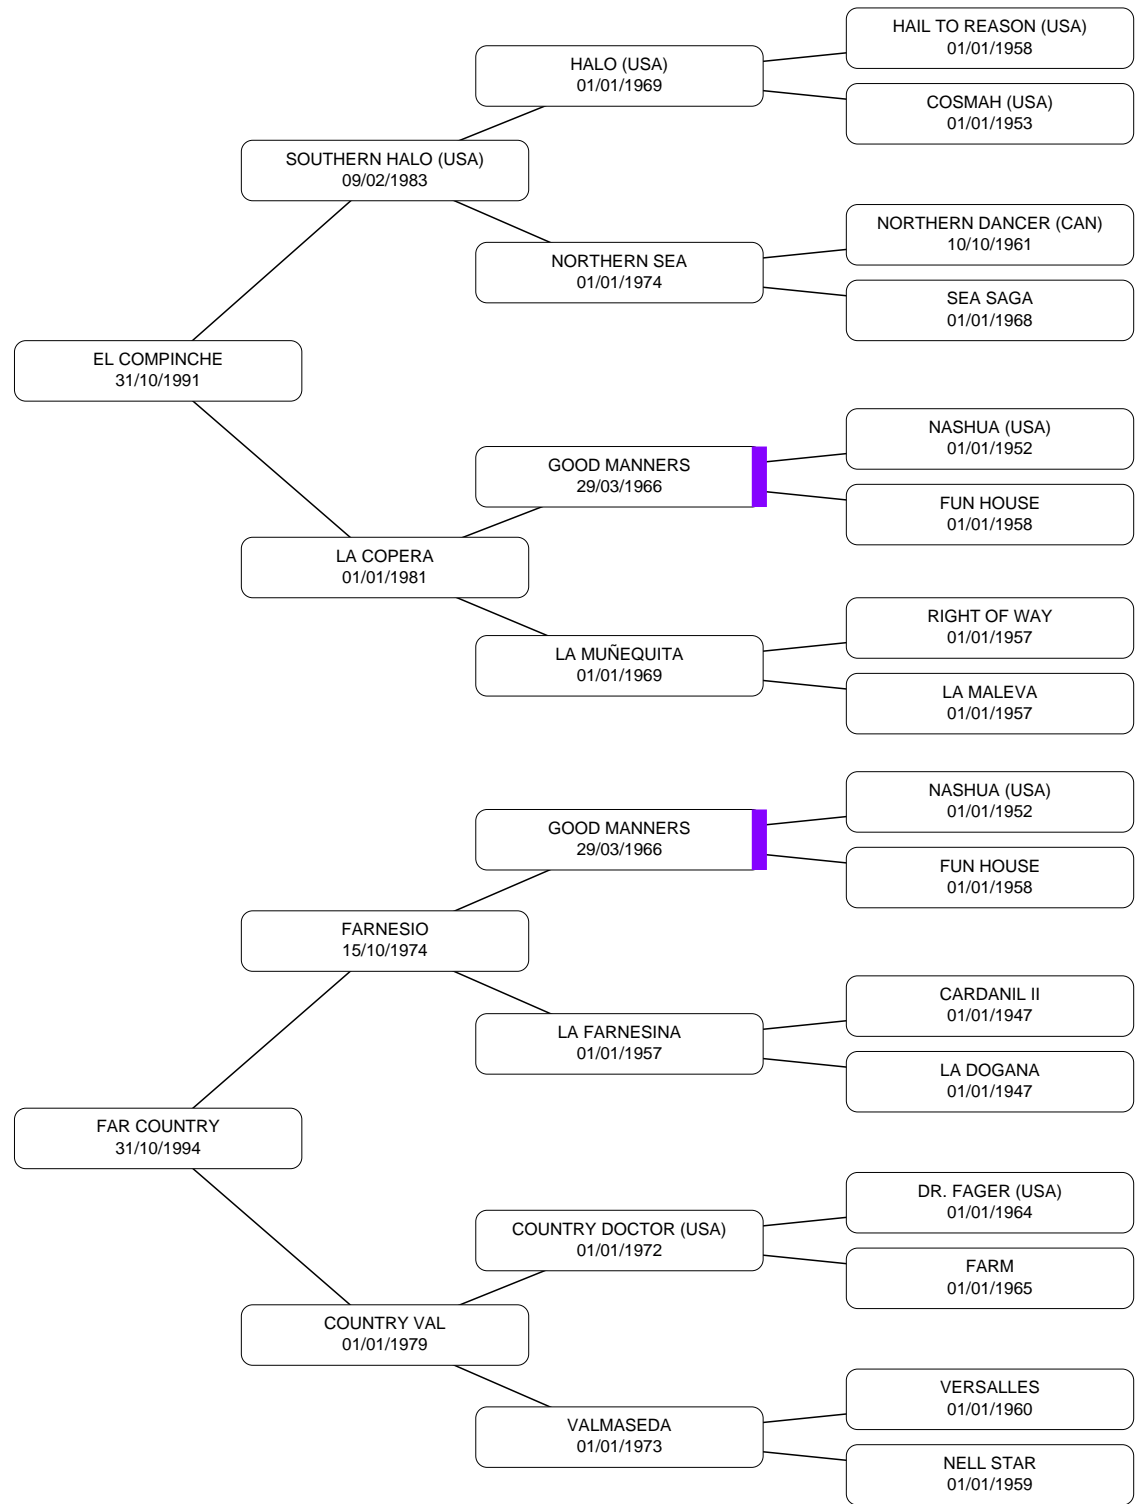 HAIL TO REASON (USA)
01/01/1958
HALO (USA)
01/01/1969
COSMAH (USA)
01/01/1953
SOUTHERN HALO (USA)
09/02/1983
NORTHERN DANCER (CAN)
10/10/1961
NORTHERN SEA
01/01/1974
SEA SAGA
01/01/1968
EL COMPINCHE
31/10/1991
NASHUA (USA)
01/01/1952
GOOD MANNERS
29/03/1966
FUN HOUSE
01/01/1958
LA COPERA
01/01/1981
RIGHT OF WAY
01/01/1957
LA MUÑEQUITA
01/01/1969
LA MALEVA
01/01/1957
NASHUA (USA)
01/01/1952
GOOD MANNERS
29/03/1966
FUN HOUSE
01/01/1958
FARNESIO
15/10/1974
CARDANIL II
01/01/1947
LA FARNESINA
01/01/1957
LA DOGANA
01/01/1947
FAR COUNTRY
31/10/1994
DR. FAGER (USA)
01/01/1964
COUNTRY DOCTOR (USA)
01/01/1972
FARM
01/01/1965
COUNTRY VAL
01/01/1979
VERSALLES
01/01/1960
VALMASEDA
01/01/1973
NELL STAR
01/01/1959